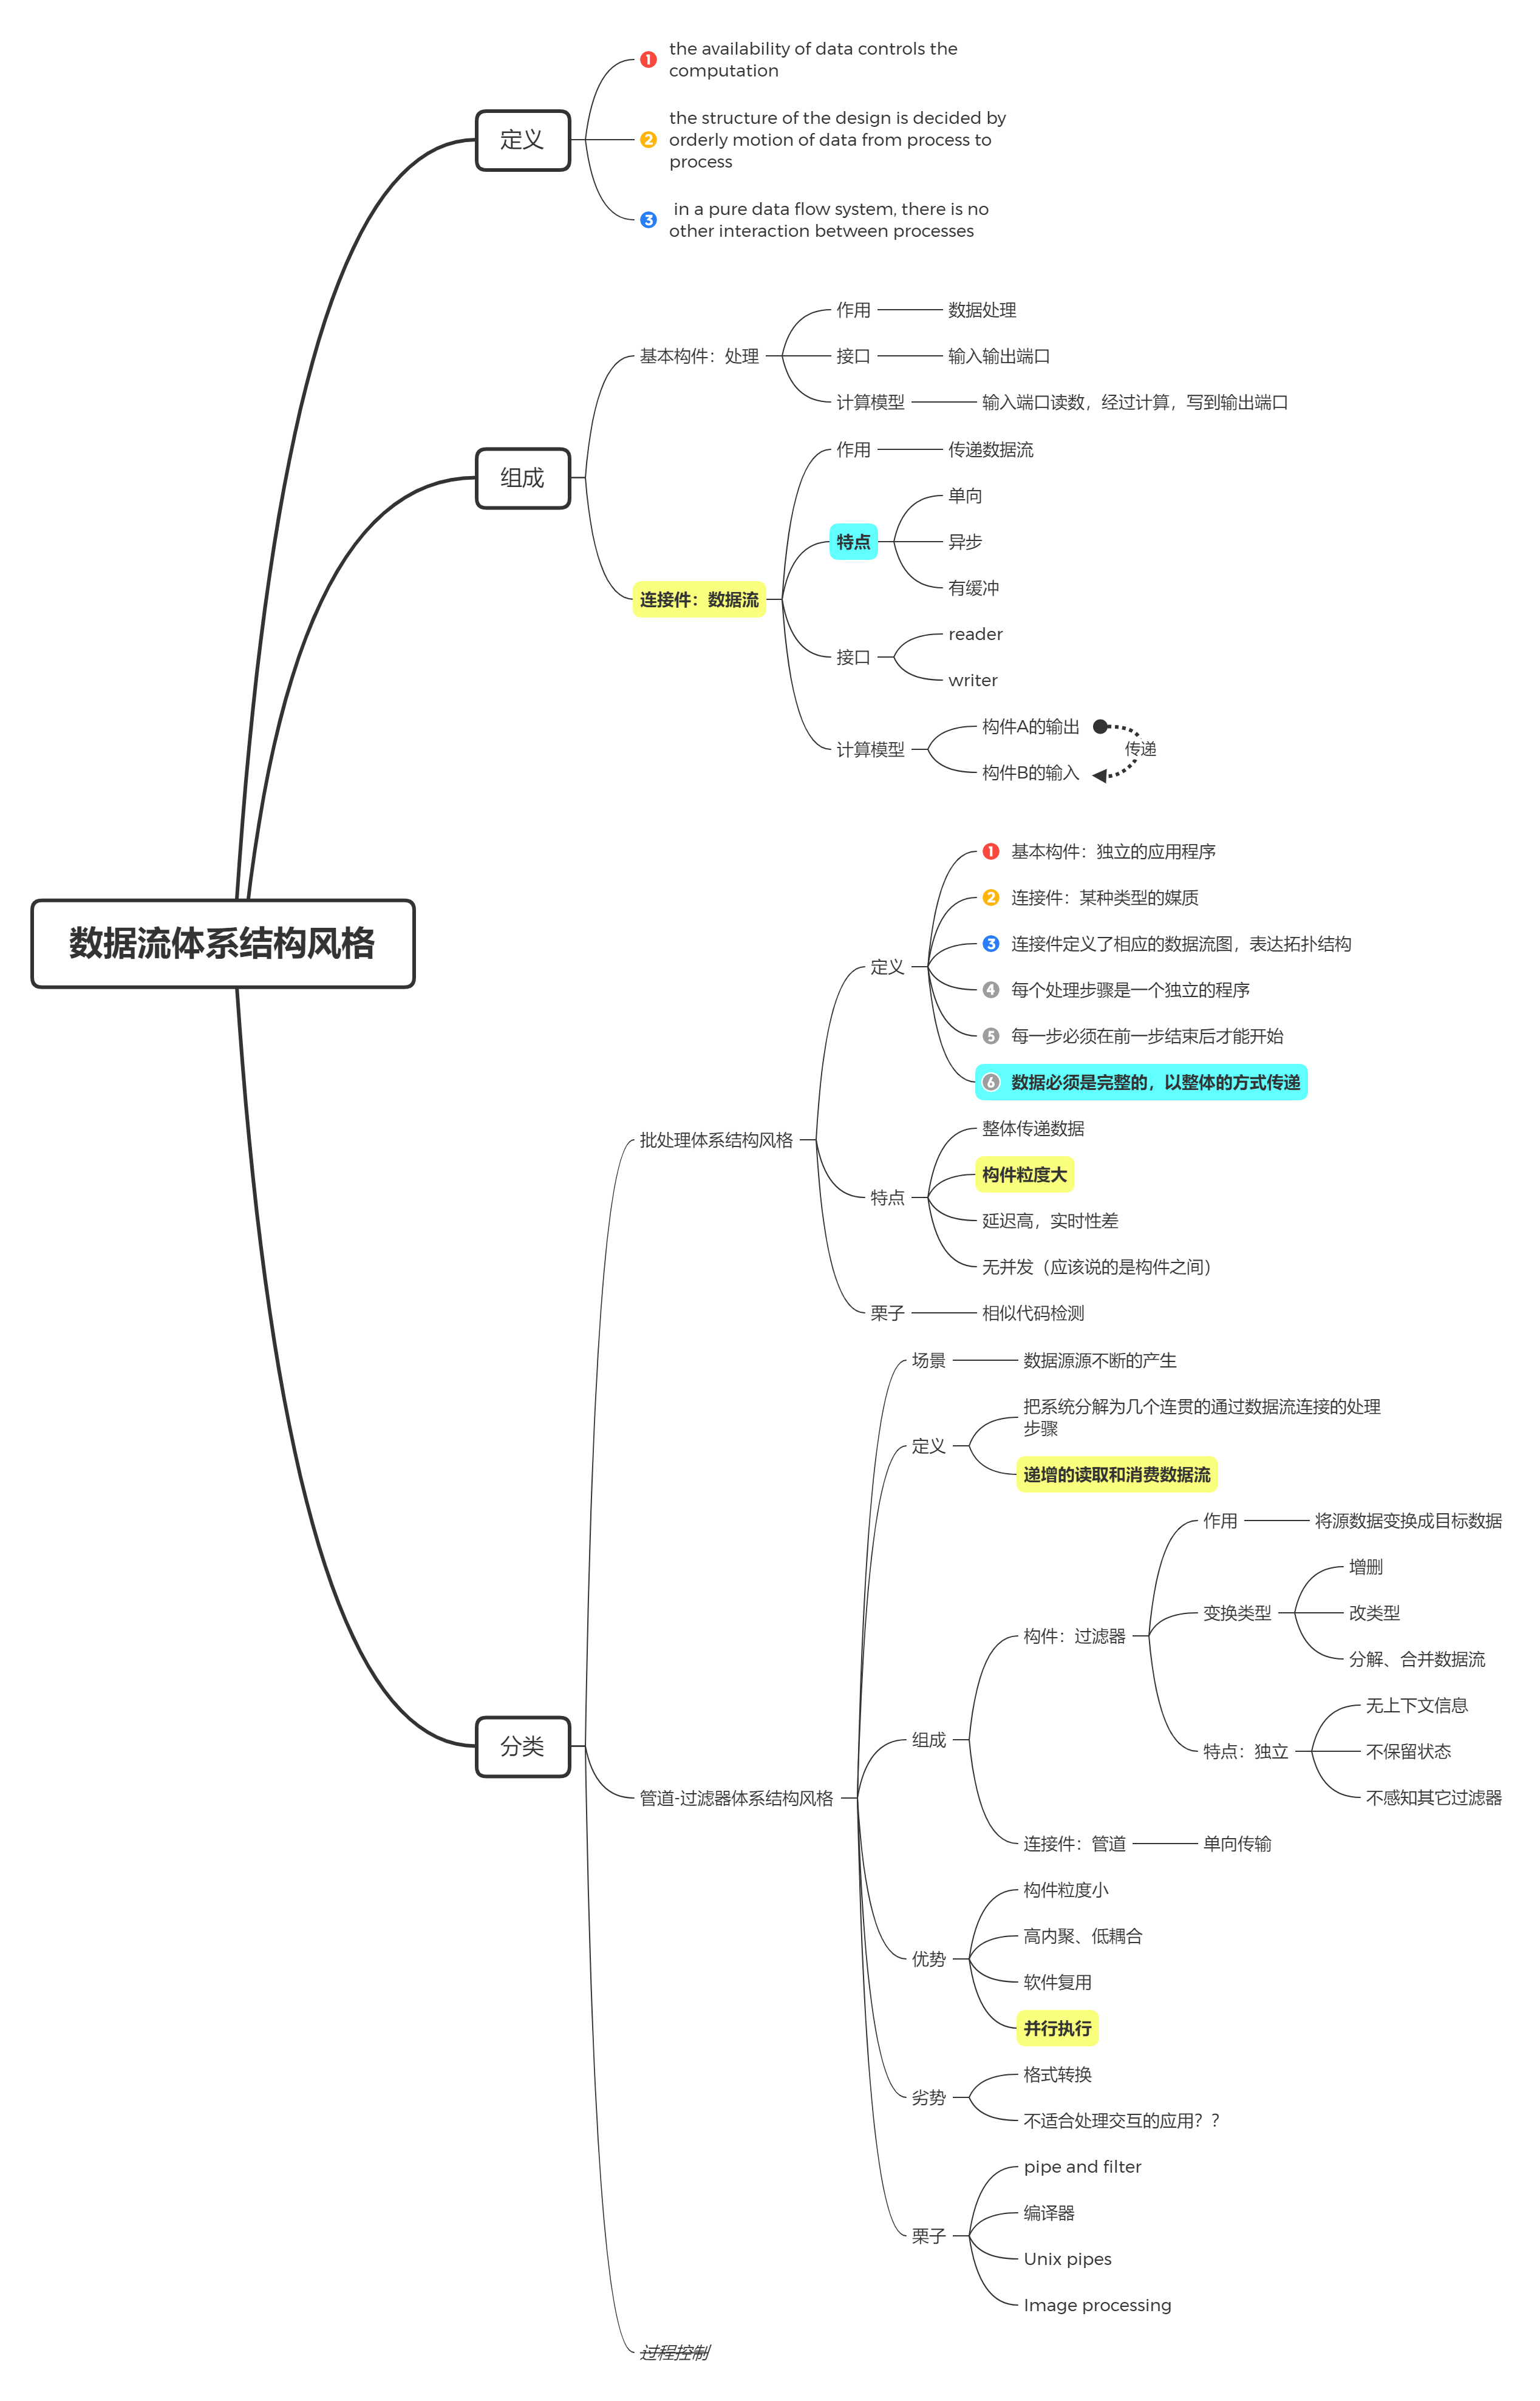 数据流体系结构风格
定义
1 the availability of data controls the
computation
2 the structure of the design is decided by
orderly motion of data from process to
process
3 in a pure data flow system, there is no
other interaction between processes
组成
基本构件：处理
作用
数据处理
接口
输入输出端口
计算模型
输入端口读数，经过计算，写到输出端口
连接件：数据流
作用
传递数据流
特点
单向
异步
有缓冲
接口
reader
writer
计算模型
构件A的输出
传递
构件B的输入
分类
批处理体系结构风格
定义
1 基本构件：独立的应用程序
2 连接件：某种类型的媒质
3 连接件定义了相应的数据流图，表达拓扑结构
4 每个处理步骤是一个独立的程序
5 每一步必须在前一步结束后才能开始
6 数据必须是完整的，以整体的方式传递
特点
整体传递数据
构件粒度大
延迟高，实时性差
无并发（应该说的是构件之间）
栗子
相似代码检测
管道-过滤器体系结构风格
场景
数据源源不断的产生
定义
把系统分解为几个连贯的通过数据流连接的处理
步骤
递增的读取和消费数据流
组成
构件：过滤器
作用
将源数据变换成目标数据
变换类型
增删
改类型
分解、合并数据流
特点：独立
无上下文信息
不保留状态
不感知其它过滤器
连接件：管道
单向传输
优势
构件粒度小
高内聚、低耦合
软件复用
并行执行
劣势
格式转换
不适合处理交互的应用？？
栗子
pipe and filter
编译器
Unix pipes
Image processing
过程控制